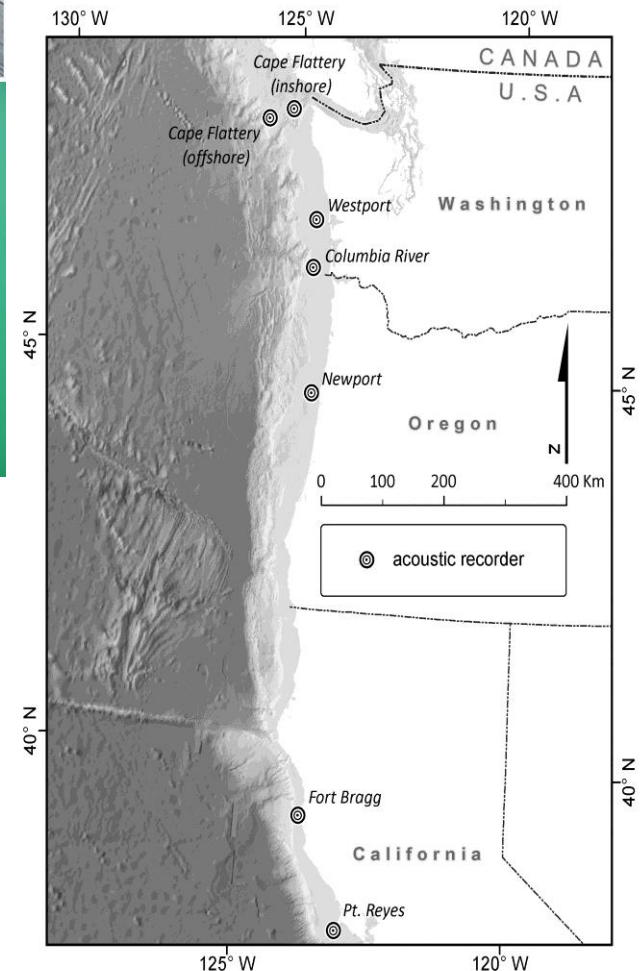 130° W
125° W
120° W
CANADA
U.S.A
Cape Flattery
(inshore)
Cape Flattery
(offshore)
Westport
Washington
Columbia River
45° N
Newport
45° N
Oregon
N
0 100 200 400 Km
acoustic recorder
40° N
40° N
Fort Bragg
California
Pt. Reyes
125° W
120° W